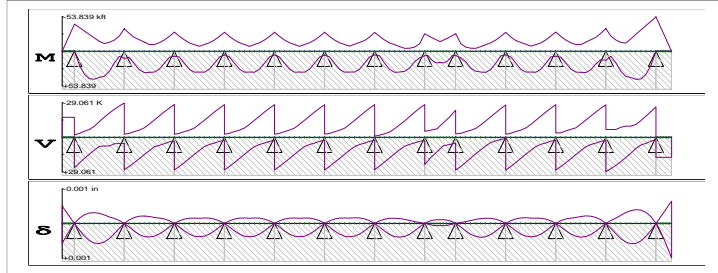 -53.839 kft
M
+53.839
-29.061 K
V
+29.061
-0.001 in
δ
+0.001